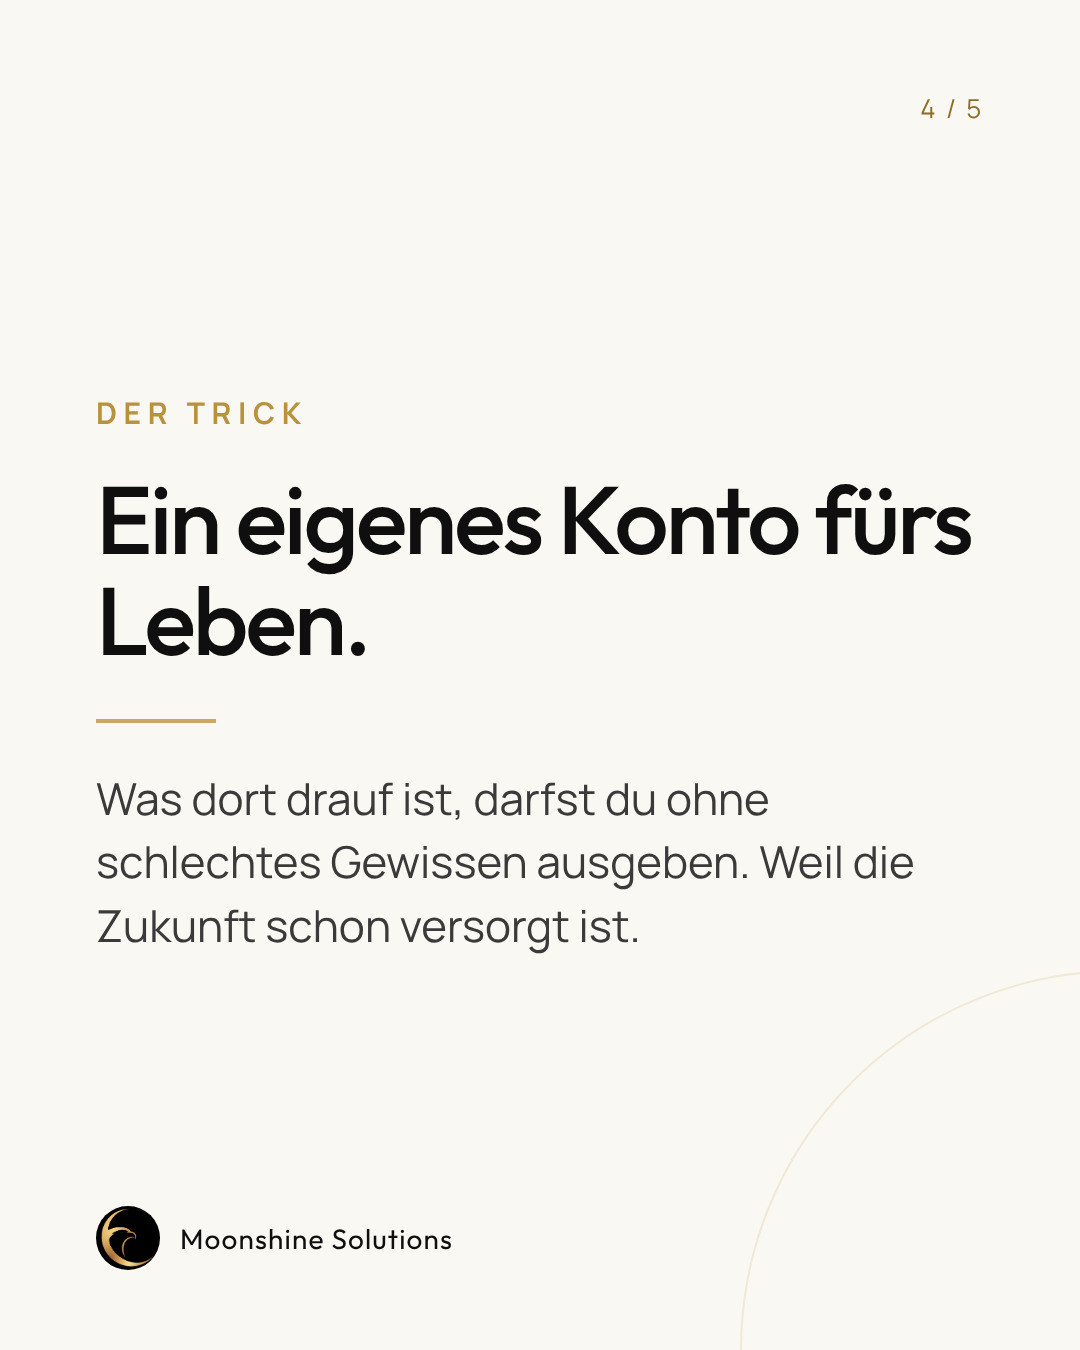 4 / 5
DER TRICK
Ein eigenes Konto fürs
Leben.
Was dort drauf ist, darfst du ohne
schlechtes Gewissen ausgeben. Weil die
Zukunft schon versorgt ist.
Moonshine Solutions